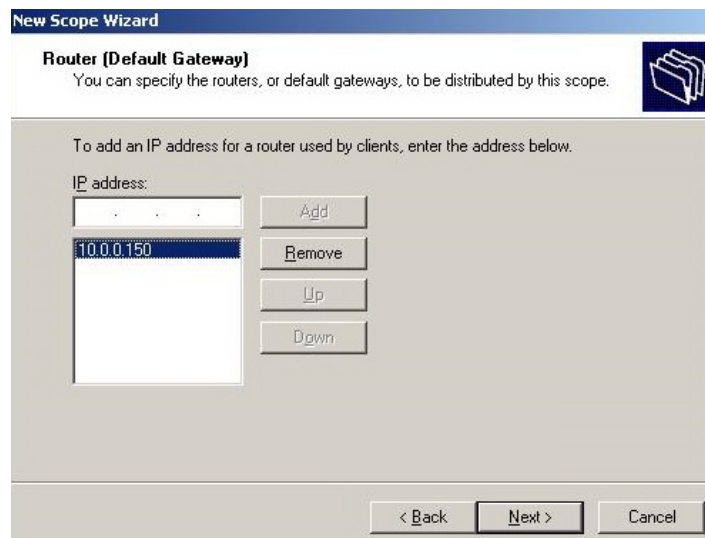 New Scope Wizard
Router (Default Gateway)
You can specify the routers, or default gateways, to be distributed by this scope.
To add an IP address for a router used by clients, enter the address below.
IP address:
. . .
Add
10.0.0.150
Remove
Up
Down
< Back
Next >
Cancel